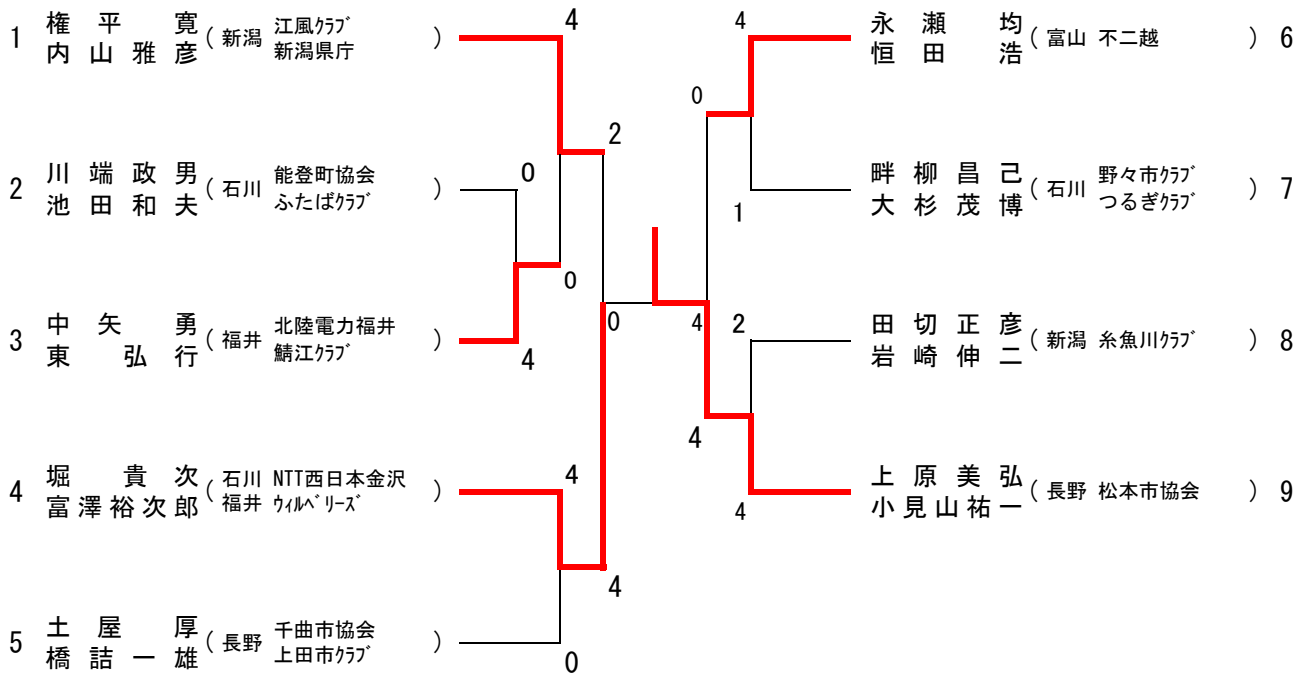 1 権平 寛 (新潟 江風ｸﾗﾌﾞ
内山雅彦 新潟県庁 )
4
2 川端政男 (石川 能登町協会
池田和夫 ふたばｸﾗﾌﾞ )
0
2
3 中矢 勇 (福井 北陸電力福井
東 弘行 鯖江ｸﾗﾌﾞ )
0
4
4 堀 貴次 (石川 NTT西日本金沢
富澤裕次郎 福井 ｳｨﾙﾍﾞﾘｰｽﾞ )
4
4
5 土屋 厚 (長野 千曲市協会
橋詰一雄 上田市ｸﾗﾌﾞ )
0
0
4
永瀬 均
恒田 浩 (富山 不二越 ) 6
4
0
畔柳昌己 (石川 野々市ｸﾗﾌﾞ
大杉茂博 つるぎｸﾗﾌﾞ ) 7
1
田切正彦
岩崎伸二 (新潟 糸魚川ｸﾗﾌﾞ ) 8
2
4
上原美弘
小見山祐一 (長野 松本市協会 ) 9
4